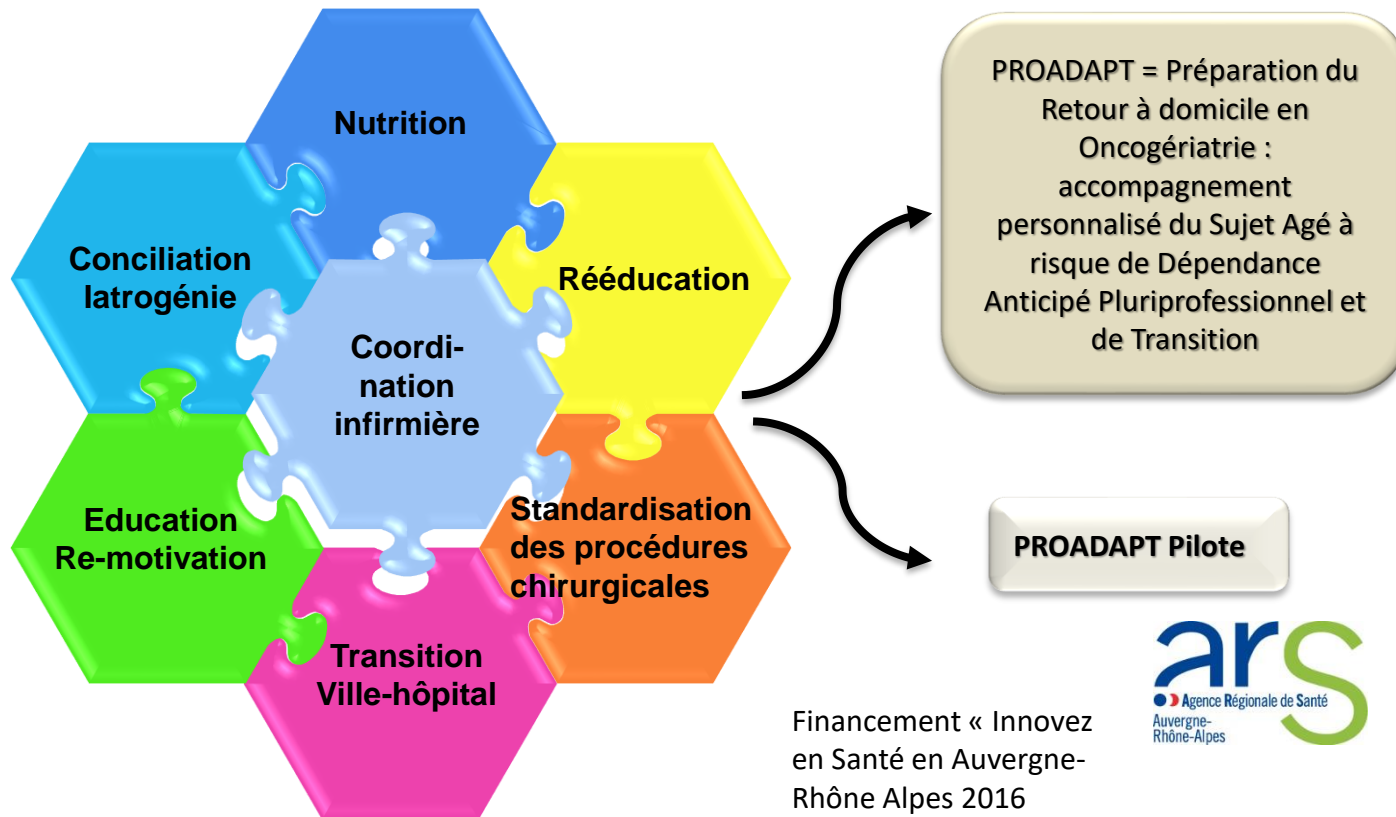 Nutrition
Conciliation
Iatrogénie
Rééducation
Coordi-
nation
infirmière
Education
Re-motivation
Standardisation
des procédures
chirurgicales
Transition
Ville-hôpital
PROADAPT = Préparation du
Retour à domicile en
Oncogériatrie :
accompagnement
personnalisé du Sujet Agé à
risque de Dépendance
Anticipé Pluriprofessionnel et
de Transition
PROADAPT Pilote
Financement « Innovez
en Santé en Auvergne-
Rhône Alpes 2016
ars
Agence Régionale de Santé
Auvergne-
Rhône-Alpes